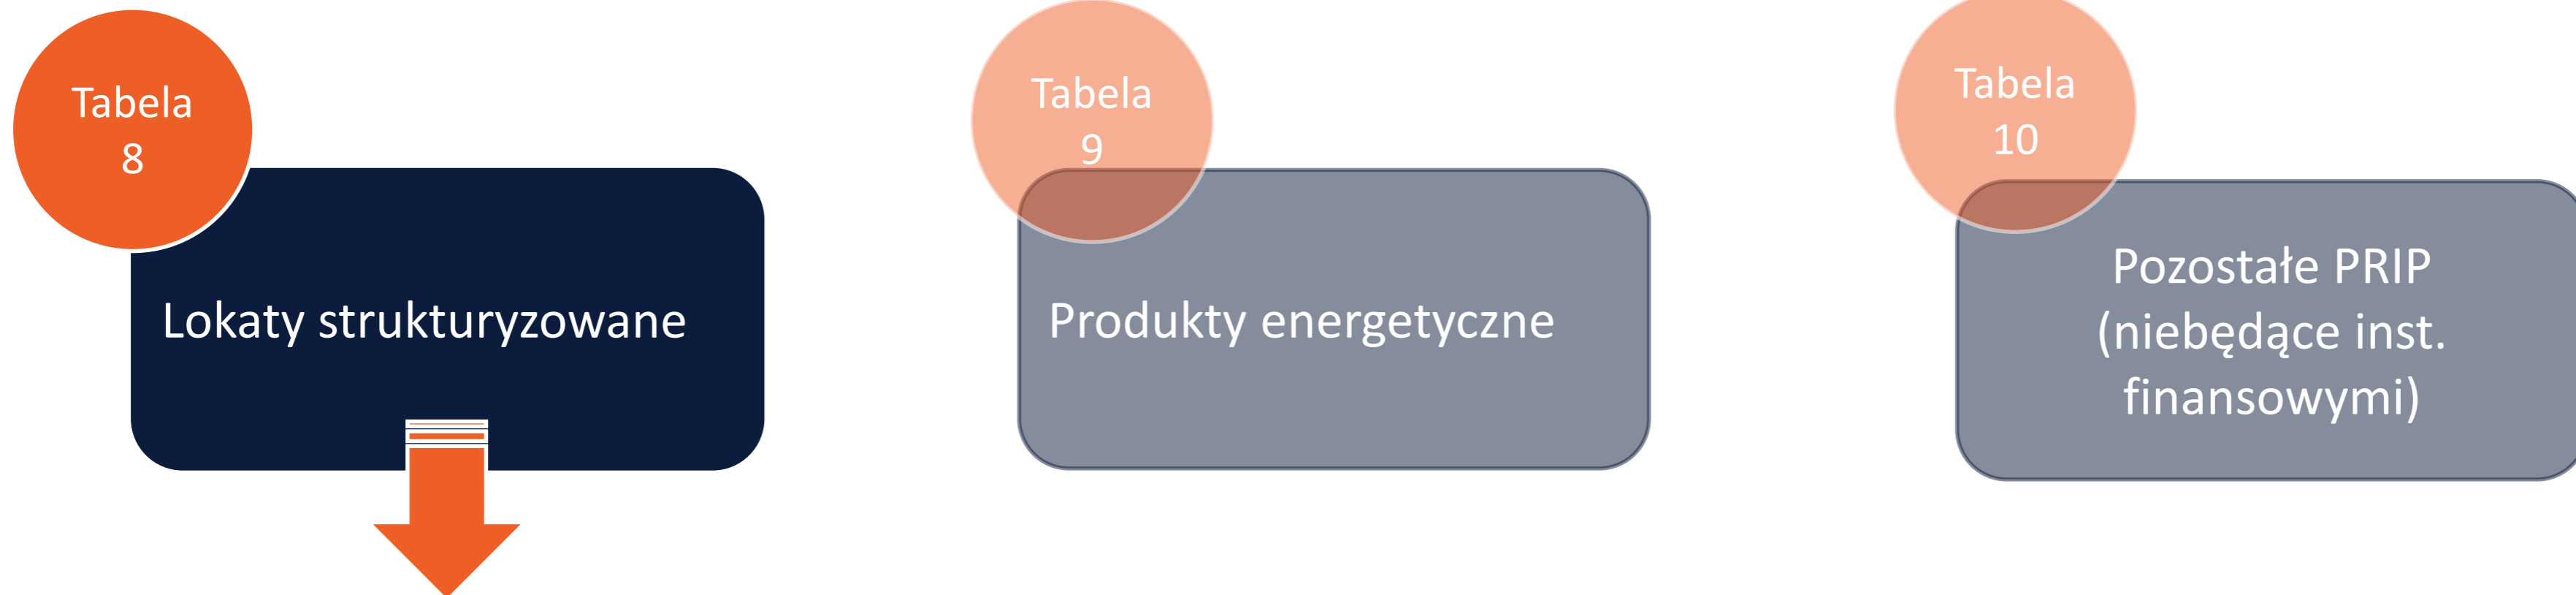 Tabela
8
Lokaty strukturyzowane
Tabela
9
Produkty energetyczne
Tabela
10
Pozostałe PRIP
(niebędące inst.
finansowymi)